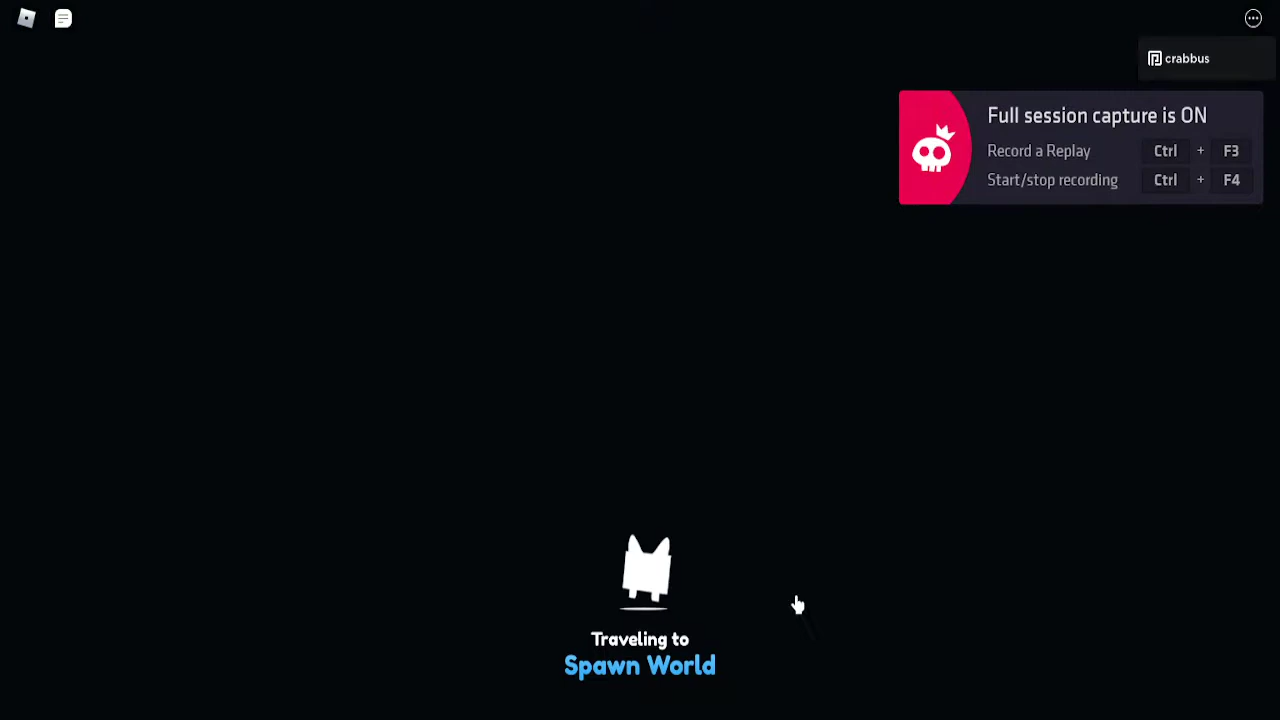 crabbus
Full session capture is ON
Record a Replay Ctrl + F3
Start/stop recording Ctrl + F4
Traveling to
Spawn World